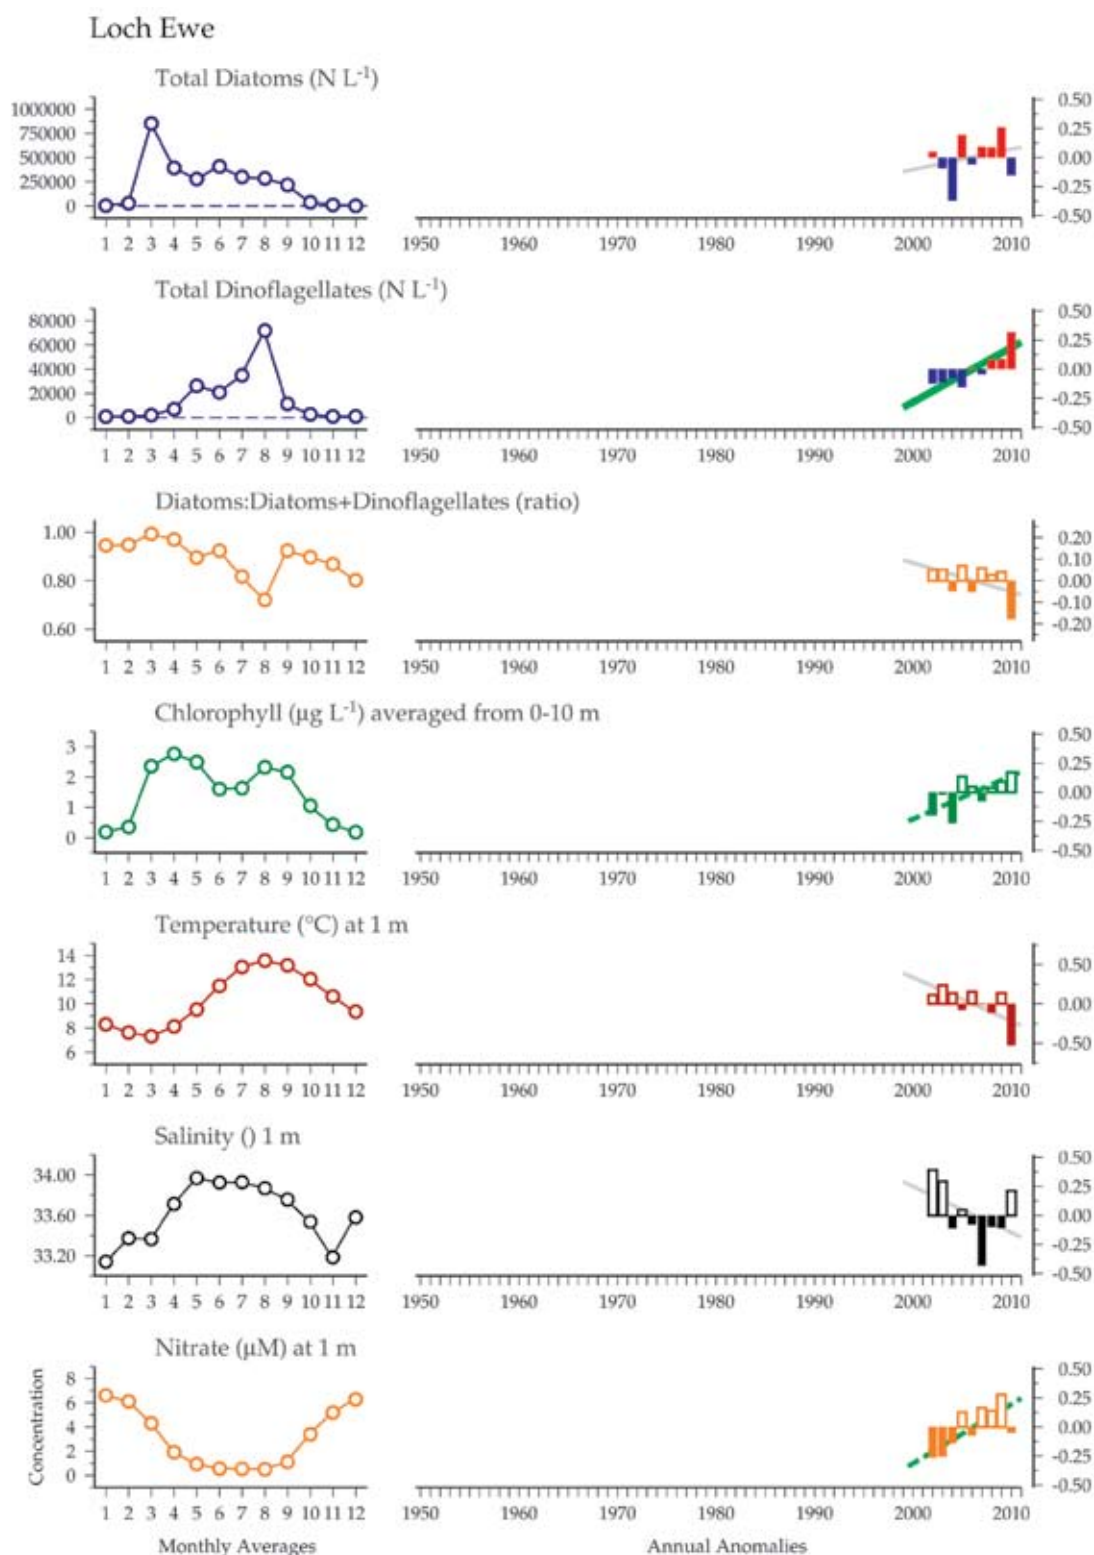 Loch Ewe
Total Diatoms (N L⁻¹)
1000000
750000
500000
250000
0
0.50
0.25
0.00
-0.25
-0.50
1 2 3 4 5 6 7 8 9 10 11 12
1950 1960 1970 1980 1990 2000 2010
Total Dinoflagellates (N L⁻¹)
80000
60000
40000
20000
0
0.50
0.25
0.00
-0.25
-0.50
1 2 3 4 5 6 7 8 9 10 11 12
1950 1960 1970 1980 1990 2000 2010
Diatoms:Diatoms+Dinoflagellates (ratio)
1.00
0.80
0.60
0.20
0.10
0.00
-0.10
-0.20
1 2 3 4 5 6 7 8 9 10 11 12
1950 1960 1970 1980 1990 2000 2010
Chlorophyll (µg L⁻¹) averaged from 0-10 m
3
2
1
0
0.50
0.25
0.00
-0.25
-0.50
1 2 3 4 5 6 7 8 9 10 11 12
1950 1960 1970 1980 1990 2000 2010
Temperature (°C) at 1 m
14
12
10
8
6
0.50
0.00
-0.50
1 2 3 4 5 6 7 8 9 10 11 12
1950 1960 1970 1980 1990 2000 2010
Salinity () 1 m
34.00
33.60
33.20
0.50
0.25
0.00
-0.25
-0.50
1 2 3 4 5 6 7 8 9 10 11 12
1950 1960 1970 1980 1990 2000 2010
Nitrate (µM) at 1 m
Concentration
8
6
4
2
0
0.50
0.25
0.00
-0.25
-0.50
1 2 3 4 5 6 7 8 9 10 11 12
1950 1960 1970 1980 1990 2000 2010
Monthly Averages
Annual Anomalies